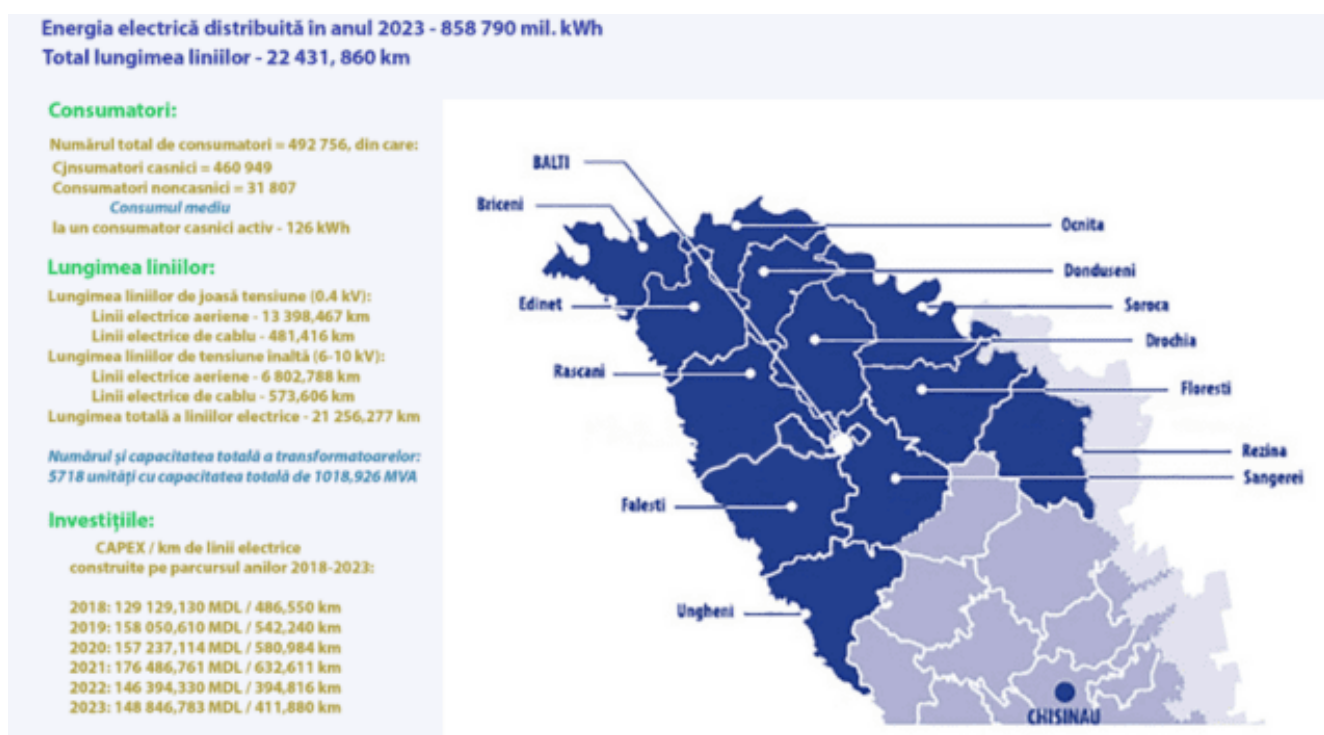 Energia electrică distribuită în anul 2023 - 858 790 mil. kWh
Total lungimea liniilor - 22 431, 860 km
Consumatori:
Numărul total de consumatori = 492 756, din care:
Cjnsumatori casnici = 460 949
Consumatori noncasnici = 31 807
Consumul mediu
la un consumator casnici activ - 126 kWh
Lungimea liniilor:
Lungimea liniilor de joasă tensiune (0.4 kV):
Linii electrice aeriene - 13 398,467 km
Linii electrice de cablu - 481,416 km
Lungimea liniilor de tensiune înaltă (6-10 kV):
Linii electrice aeriene - 6 802,788 km
Linii electrice de cablu - 573,606 km
Lungimea totală a liniilor electrice - 21 256,277 km
Numărul și capacitatea totală a transformatoarelor:
5718 unități cu capacitatea totală de 1018,926 MVA
Investițiile:
CAPEX / km de linii electrice
construite pe parcursul anilor 2018-2023:
2018: 129 129,130 MDL / 486,550 km
2019: 158 050,610 MDL / 542,240 km
2020: 157 237,114 MDL / 580,984 km
2021: 176 486,761 MDL / 632,611 km
2022: 146 394,330 MDL / 394,816 km
2023: 148 846,783 MDL / 411,880 km
BALTI
Briceni
Ocnita
Donduseni
Edinet
Soroca
Drochia
Rascani
Floresti
Rezina
Sangerei
Falesti
Ungheni
CHISINAU